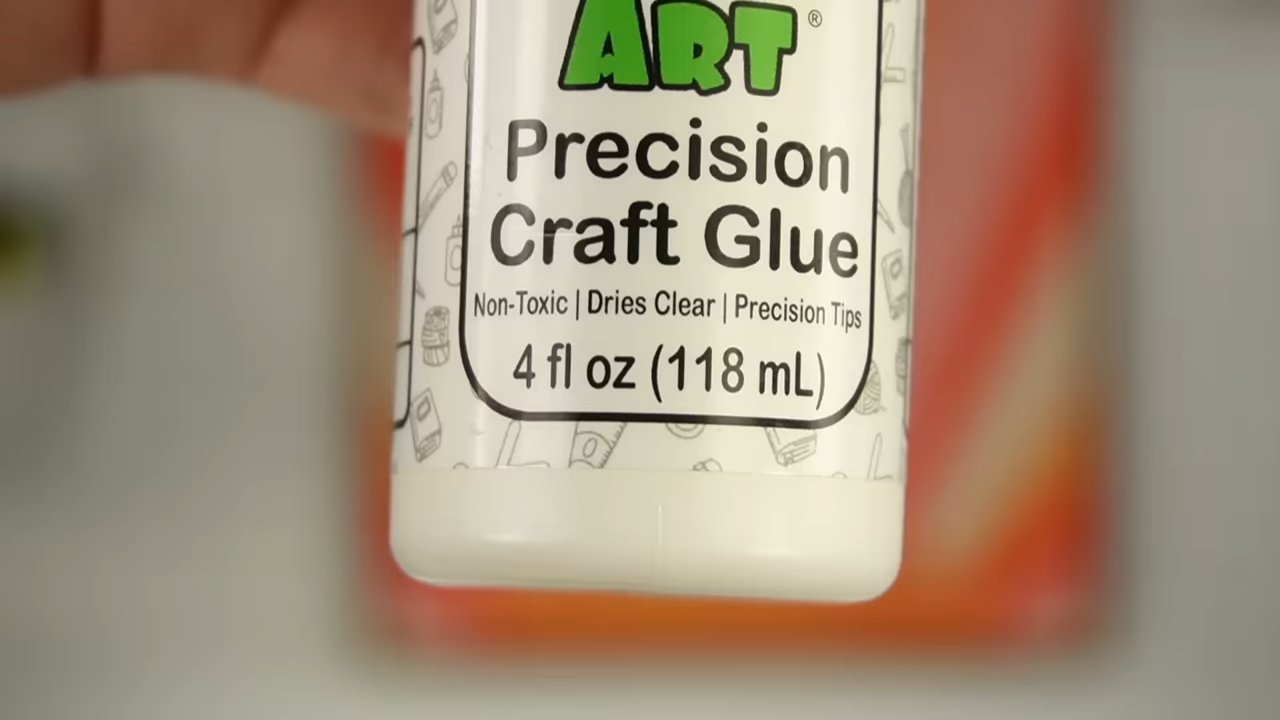 ART®
Precision
Craft Glue
Non-Toxic | Dries Clear | Precision Tips
4 fl oz (118 mL)